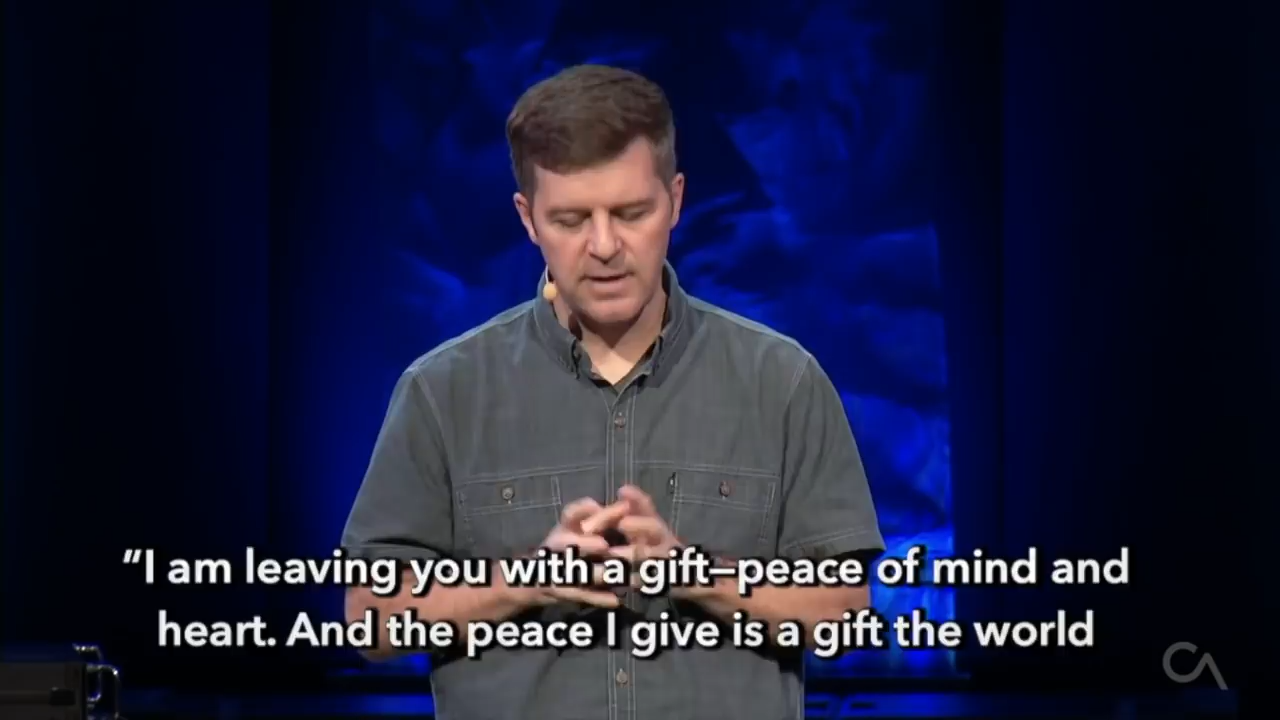 “I am leaving you with a gift–peace of mind and
heart. And the peace I give is a gift the world
CA